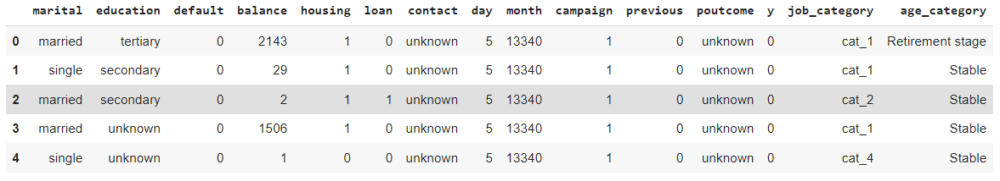 marital education default balance housing loan contact day month campaign previous poutcome y job_category age_category
0 married tertiary 0 2143 1 0 unknown 5 13340 1 0 unknown 0 cat_1 Retirement stage
1 single secondary 0 29 1 0 unknown 5 13340 1 0 unknown 0 cat_1 Stable
2 married secondary 0 2 1 1 unknown 5 13340 1 0 unknown 0 cat_2 Stable
3 married unknown 0 1506 1 0 unknown 5 13340 1 0 unknown 0 cat_1 Stable
4 single unknown 0 1 0 0 unknown 5 13340 1 0 unknown 0 cat_4 Stable